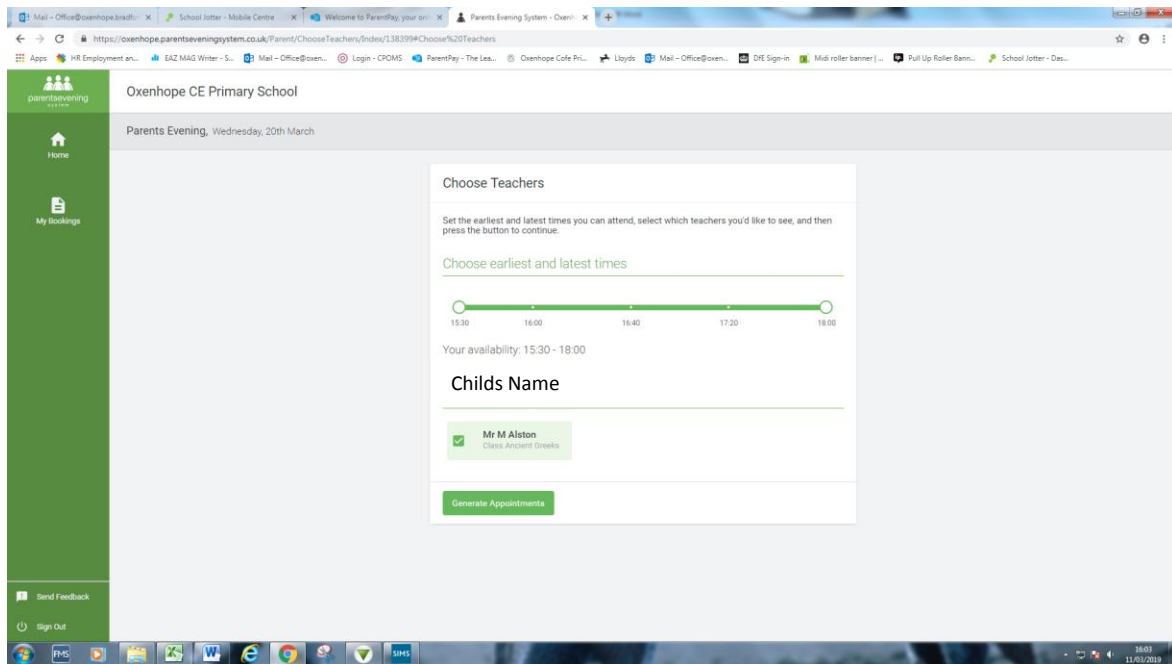 Mail – Office@oxenhope.bradfor
School Jotter - Mobile Centre
Welcome to ParentPay, your onl
Parents Evening System - Oxenh
https://oxenhope.parentseveningsystem.co.uk/Parent/ChooseTeachers/Index/138399#Choose%20Teachers
Apps
HR Employment an...
EAZ MAG Writer - S...
Mail – Office@oxen...
Login - CPOMS
ParentPay - The Lea...
Oxenhope Cofe Pri...
Lloyds
Mail – Office@oxen...
DfE Sign-in
Midi roller banner | ...
Pull Up Roller Bann...
School Jotter - Das...
parentsevening
system
Oxenhope CE Primary School
Parents Evening, Wednesday, 20th March
Home
My Bookings
Choose Teachers
Set the earliest and latest times you can attend, select which teachers you'd like to see, and then
press the button to continue.
Choose earliest and latest times
15:30 16:00 16:40 17:20 18:00
Your availability: 15:30 - 18:00
Childs Name
Mr M Alston
Class Ancient Greeks
Generate Appointments
Send Feedback
Sign Out
FMS
SIMS
16:03
11/03/2019